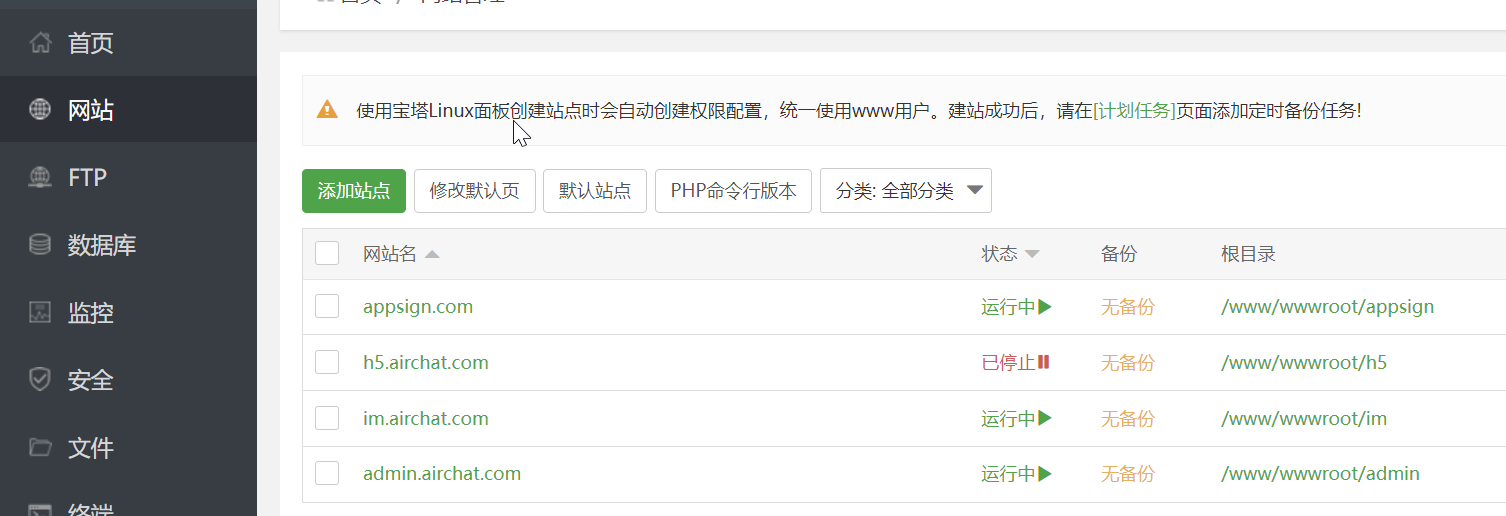 首页
网站
FTP
数据库
监控
安全
文件
终端
首页 / 网站管理
使用宝塔Linux面板创建站点时会自动创建权限配置，统一使用www用户。建站成功后，请在[计划任务]页面添加定时备份任务!
添加站点 修改默认页 默认站点 PHP命令行版本 分类: 全部分类
网站名 状态 备份 根目录
appsign.com 运行中 无备份 /www/wwwroot/appsign
h5.airchat.com 已停止 无备份 /www/wwwroot/h5
im.airchat.com 运行中 无备份 /www/wwwroot/im
admin.airchat.com 运行中 无备份 /www/wwwroot/admin